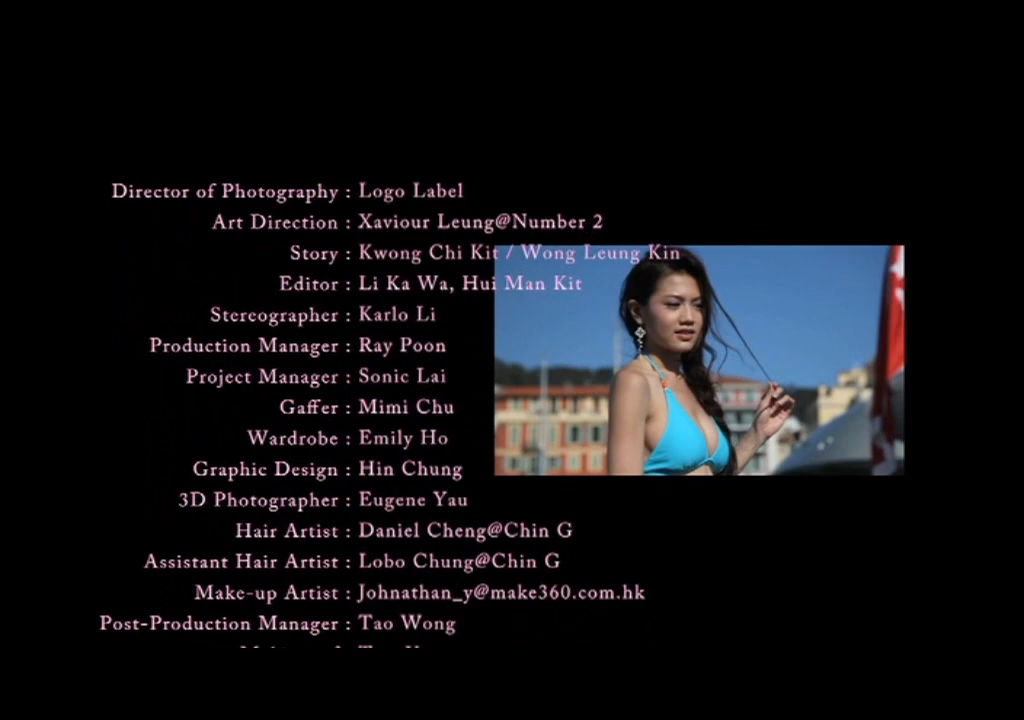 Director of Photography : Logo Label
Art Direction : Xaviour Leung@Number 2
Story : Kwong Chi Kit / Wong Leung Kin
Editor : Li Ka Wa, Hui Man Kit
Stereographer : Karlo Li
Production Manager : Ray Poon
Project Manager : Sonic Lai
Gaffer : Mimi Chu
Wardrobe : Emily Ho
Graphic Design : Hin Chung
3D Photographer : Eugene Yau
Hair Artist : Daniel Cheng@Chin G
Assistant Hair Artist : Lobo Chung@Chin G
Make-up Artist : Johnathan_y@make360.com.hk
Post-Production Manager : Tao Wong